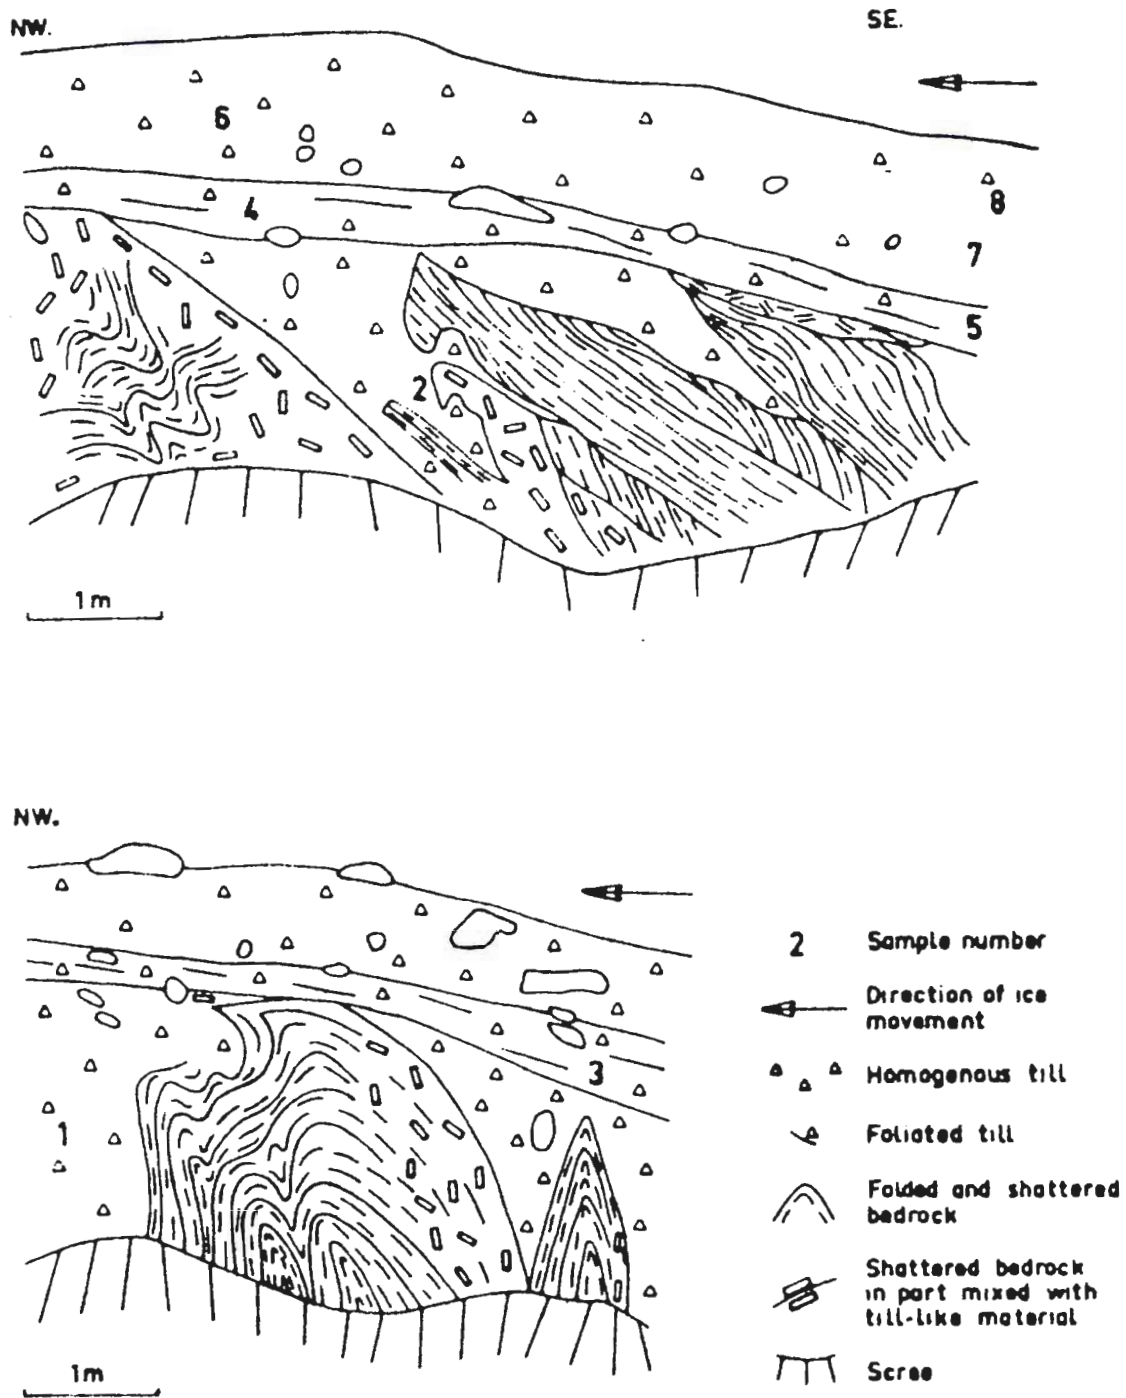 NW.
SE.
6
4
8
7
5
2
1m
NW.
3
1
1m
2 Sample number
Direction of ice
movement
Homogenous till
Foliated till
Folded and shattered
bedrock
Shattered bedrock
in part mixed with
till-like material
Scree